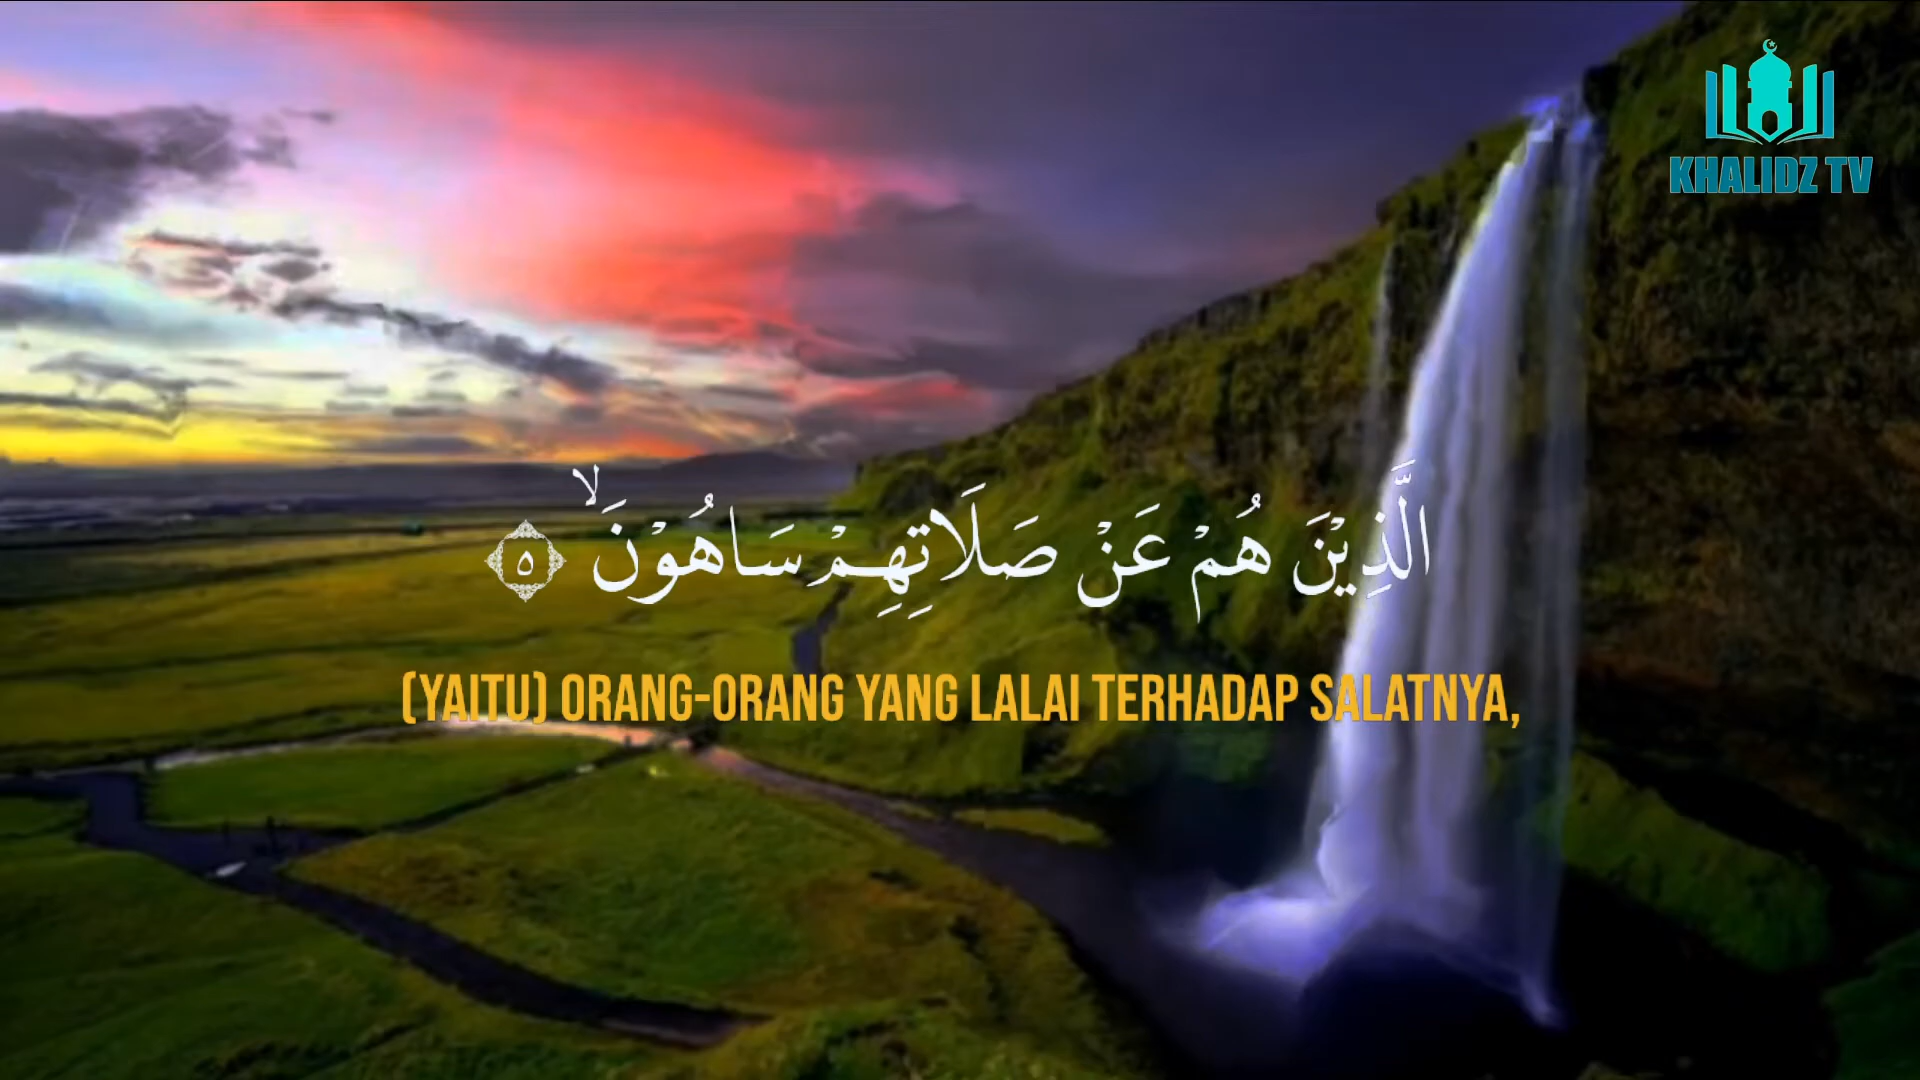 KHALIDZ TV
الَّذِيْنَ هُمْ عَنْ صَلَاتِهِمْ سَاهُوْنَۙ ٥
(YAITU) ORANG-ORANG YANG LALAI TERHADAP SALATNYA,